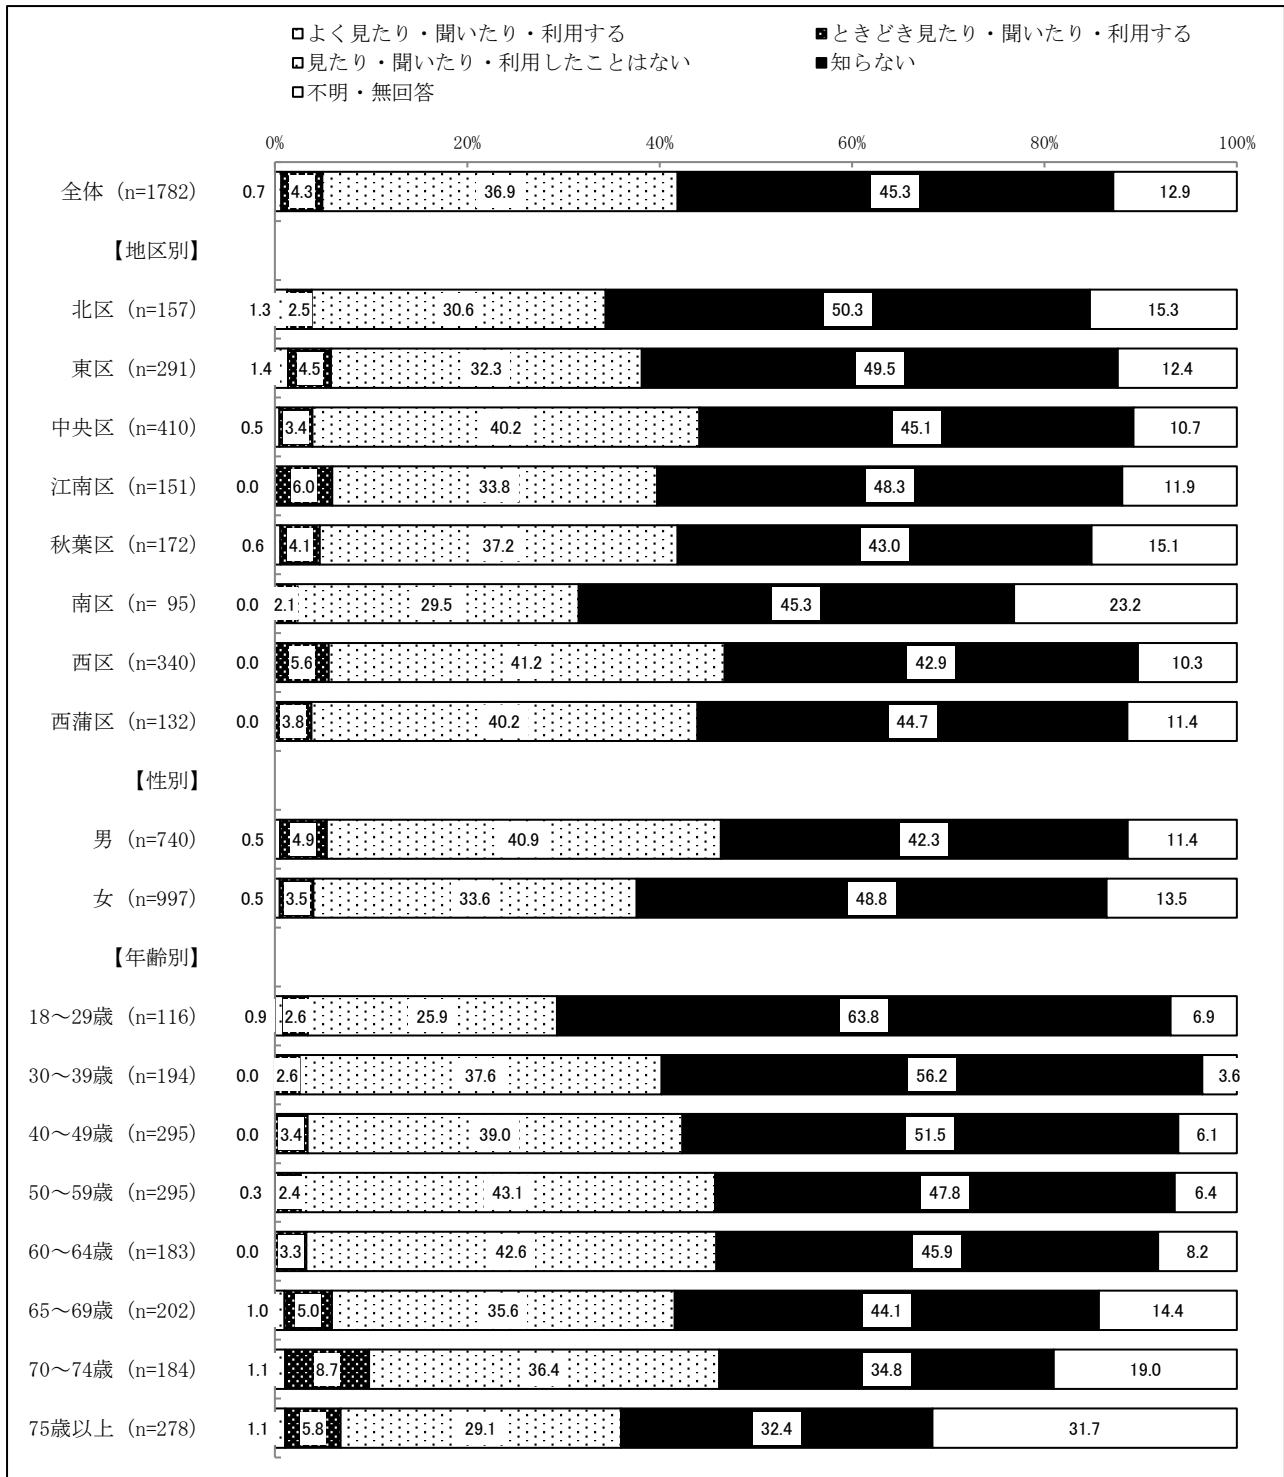 よく見たり・聞いたり・利用する ときどき見たり・聞いたり・利用する
見たり・聞いたり・利用したことはない 知らない
不明・無回答
0% 20% 40% 60% 80% 100%
全体 (n=1782) 0.7 4.3 36.9 45.3 12.9
【地区別】
北区 (n=157) 1.3 2.5 30.6 50.3 15.3
東区 (n=291) 1.4 4.5 32.3 49.5 12.4
中央区 (n=410) 0.5 3.4 40.2 45.1 10.7
江南区 (n=151) 0.0 6.0 33.8 48.3 11.9
秋葉区 (n=172) 0.6 4.1 37.2 43.0 15.1
南区 (n= 95) 0.0 2.1 29.5 45.3 23.2
西区 (n=340) 0.0 5.6 41.2 42.9 10.3
西蒲区 (n=132) 0.0 3.8 40.2 44.7 11.4
【性別】
男 (n=740) 0.5 4.9 40.9 42.3 11.4
女 (n=997) 0.5 3.5 33.6 48.8 13.5
【年齢別】
18～29歳 (n=116) 0.9 2.6 25.9 63.8 6.9
30～39歳 (n=194) 0.0 2.6 37.6 56.2 3.6
40～49歳 (n=295) 0.0 3.4 39.0 51.5 6.1
50～59歳 (n=295) 0.3 2.4 43.1 47.8 6.4
60～64歳 (n=183) 0.0 3.3 42.6 45.9 8.2
65～69歳 (n=202) 1.0 5.0 35.6 44.1 14.4
70～74歳 (n=184) 1.1 8.7 36.4 34.8 19.0
75歳以上 (n=278) 1.1 5.8 29.1 32.4 31.7